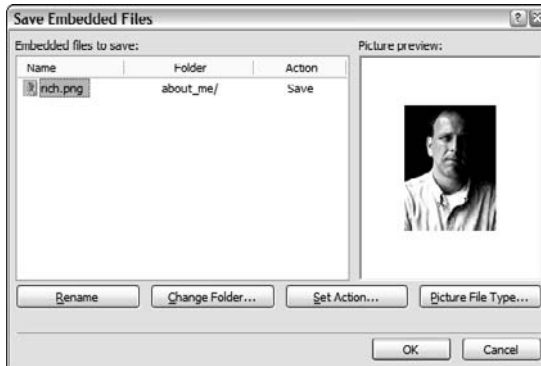 Save Embedded Files
Embedded files to save:
Picture preview:
Name Folder Action
rich.png about_me/ Save
Rename Change Folder... Set Action... Picture File Type...
OK Cancel